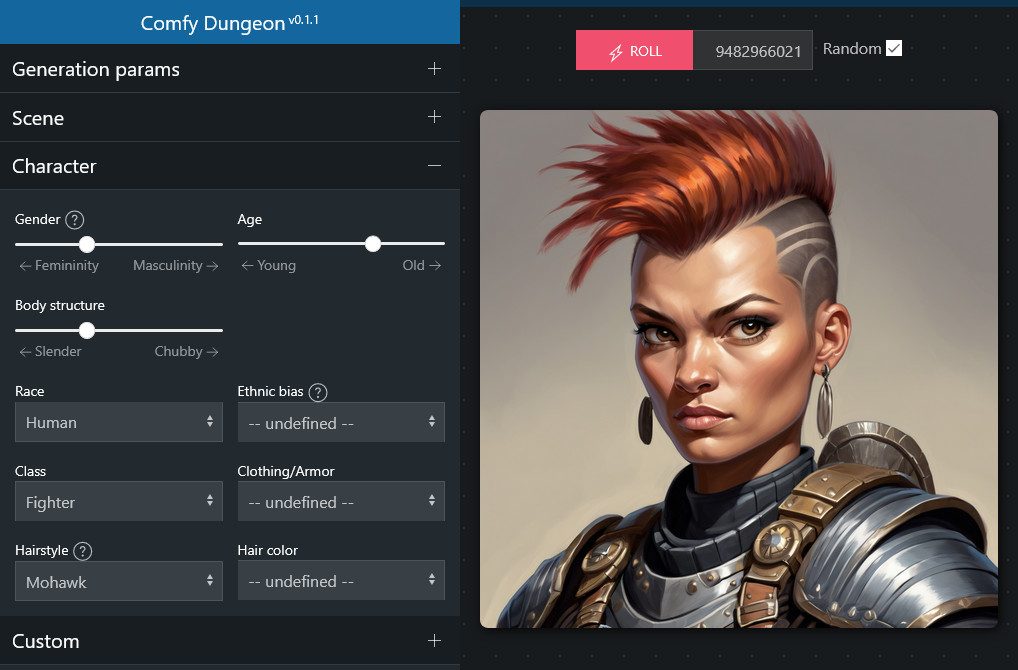 Comfy Dungeon v0.1.1
ROLL
9482966021
Random
Generation params
Scene
Character
Gender ?
Age
← Femininity
Masculinity →
← Young
Old →
Body structure
← Slender
Chubby →
Race
Ethnic bias ?
Human
-- undefined --
Class
Clothing/Armor
Fighter
-- undefined --
Hairstyle ?
Hair color
Mohawk
-- undefined --
Custom